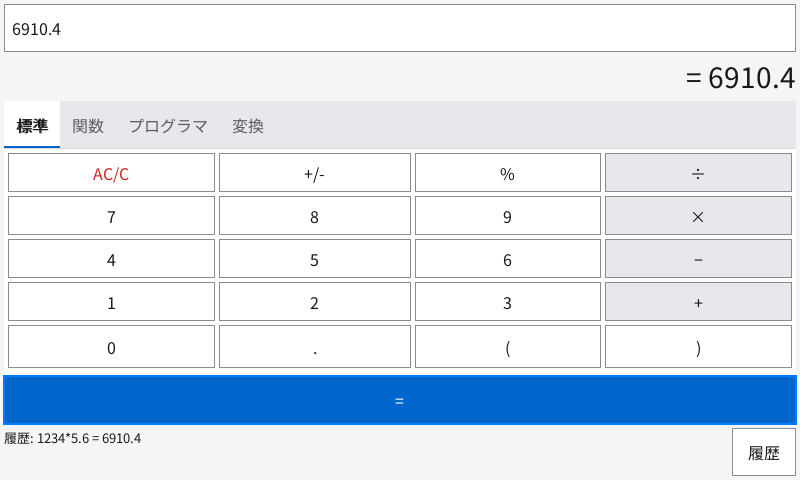 6910.4
= 6910.4
標準 関数 プログラマ 変換
AC/C +/- % ÷
7 8 9 ×
4 5 6 −
1 2 3 +
0 . ( )
=
履歴: 1234*5.6 = 6910.4
履歴